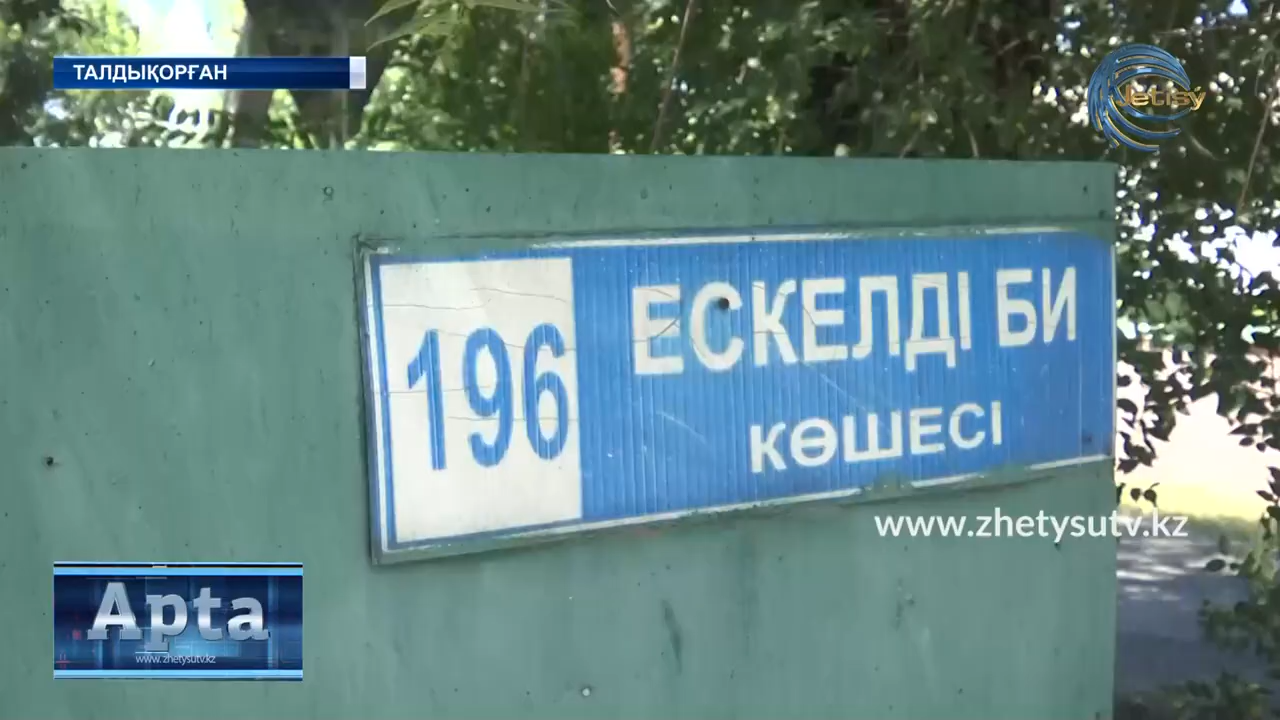 ТАЛДЫҚОРҒАН
Jetisý
196
ЕСКЕЛДІ БИ
КӨШЕСІ
www.zhetysutv.kz
Apta
www.zhetysutv.kz